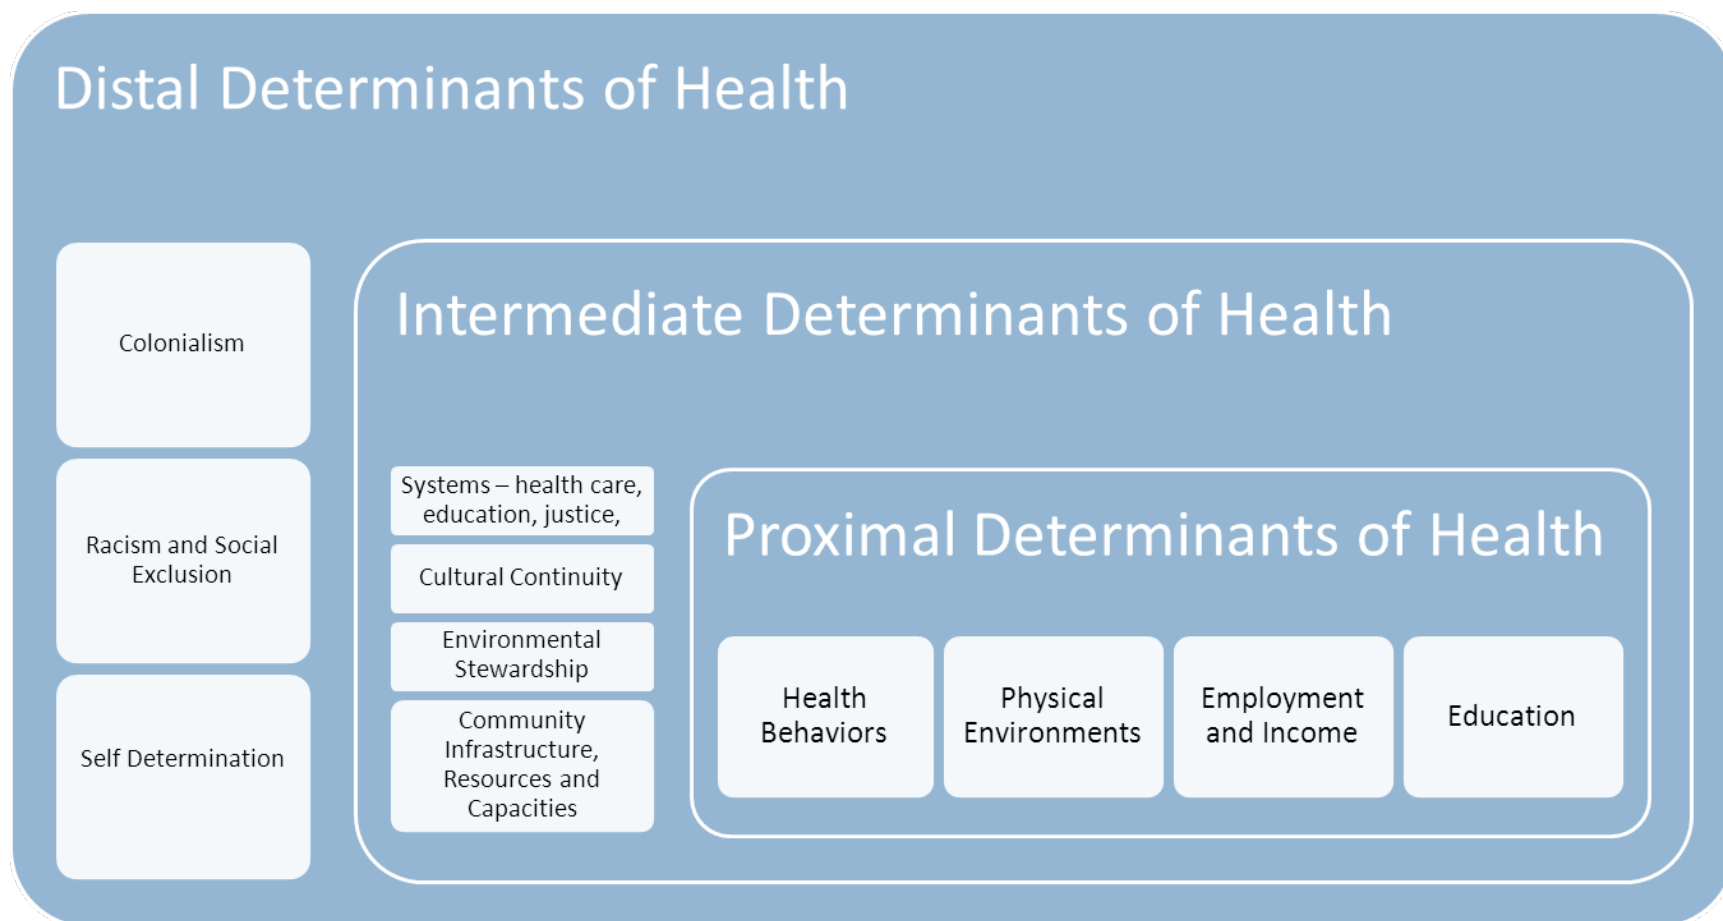 Distal Determinants of Health
Colonialism
Racism and Social
Exclusion
Self Determination
Intermediate Determinants of Health
Systems – health care,
education, justice,
Cultural Continuity
Environmental
Stewardship
Community
Infrastructure,
Resources and
Capacities
Proximal Determinants of Health
Health
Behaviors
Physical
Environments
Employment
and Income
Education